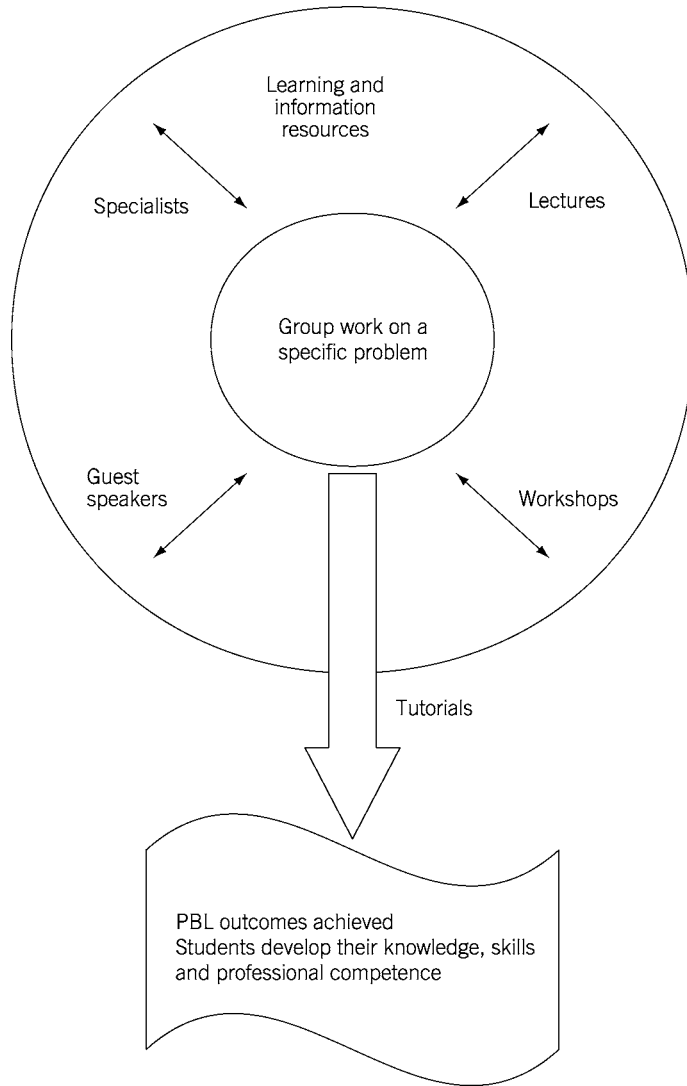 Learning and
information
resources
Specialists
Lectures
Group work on a
specific problem
Guest
speakers
Workshops
Tutorials
PBL outcomes achieved
Students develop their knowledge, skills
and professional competence